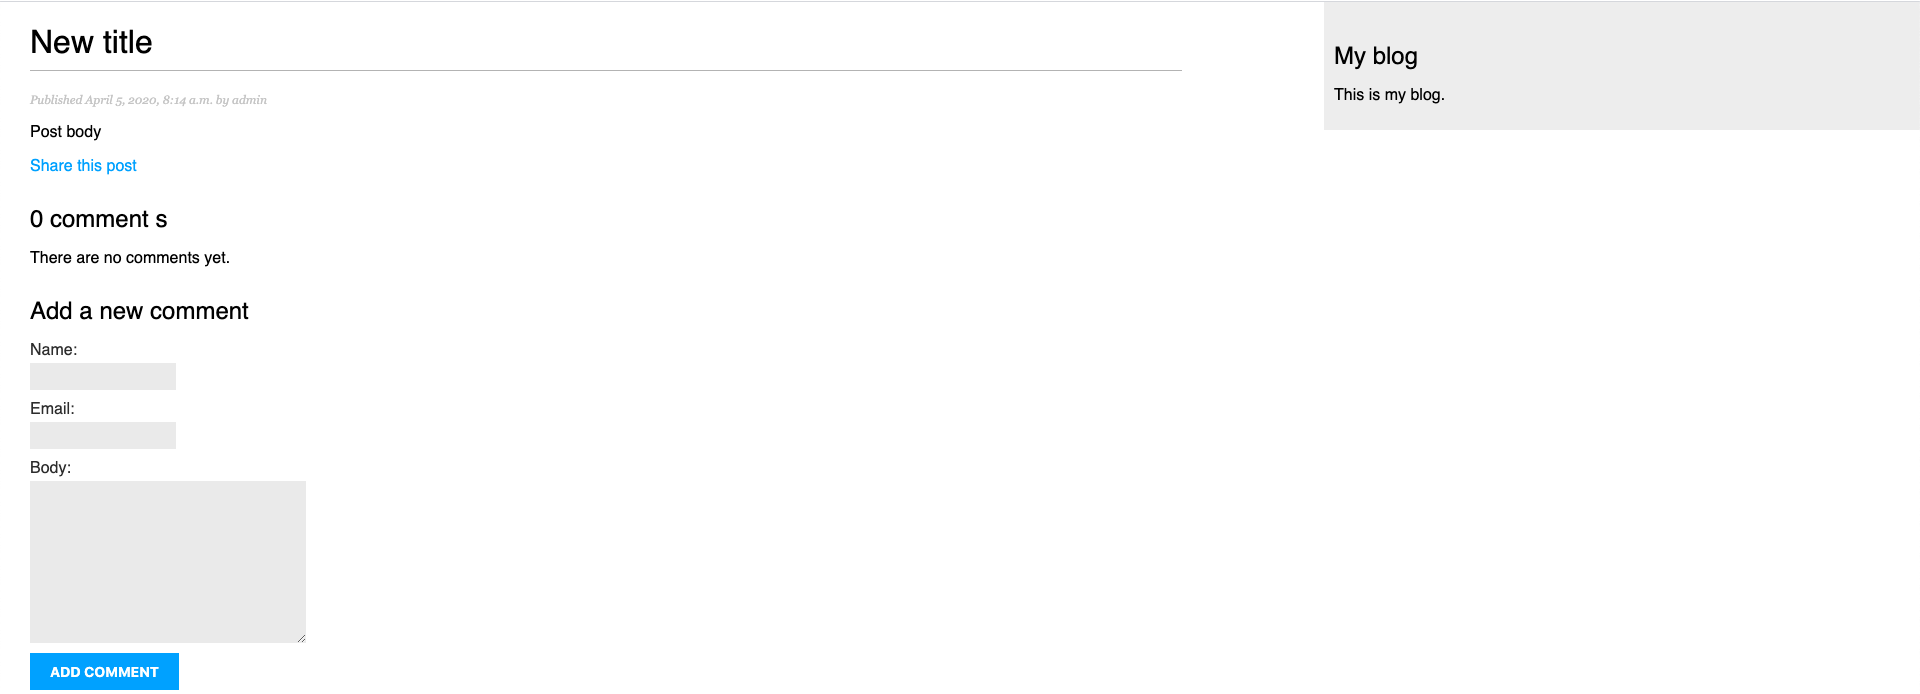 New title
Published April 5, 2020, 8:14 a.m. by admin
Post body
Share this post
0 comment s
There are no comments yet.
Add a new comment
Name:
Email:
Body:
ADD COMMENT
My blog
This is my blog.